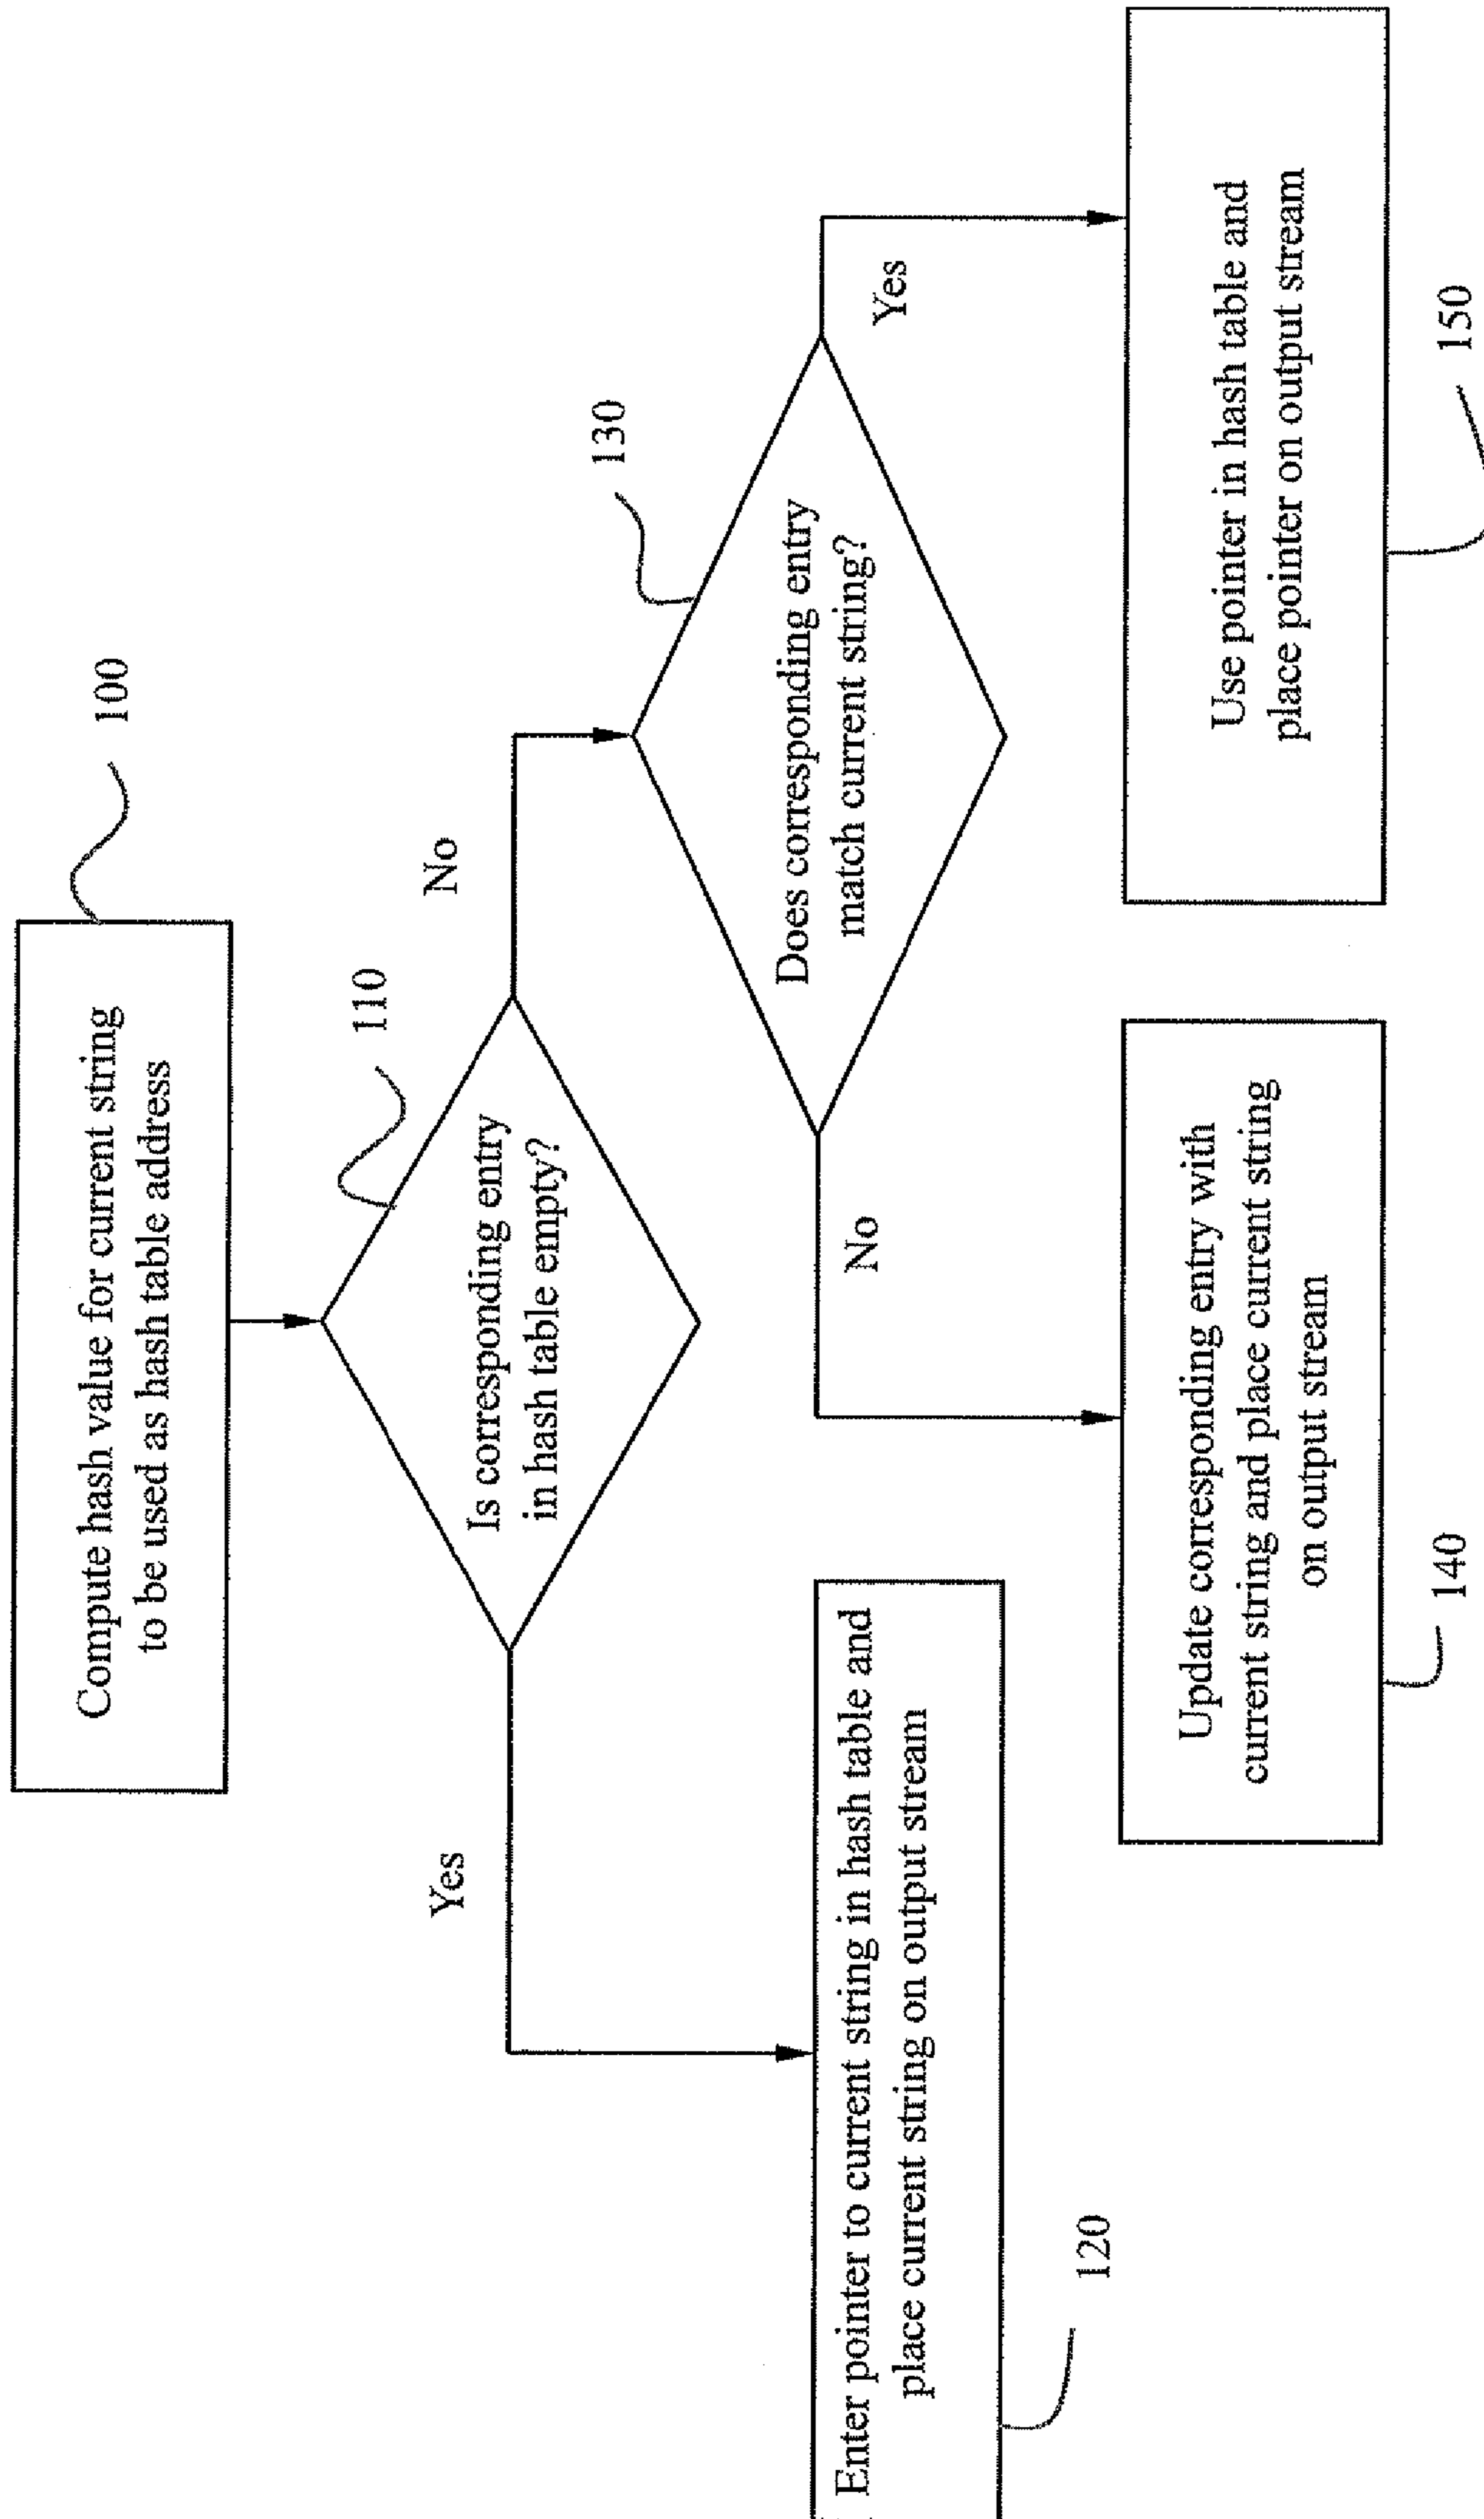 Compute hash value for current string
to be used as hash table address
100
110
Is corresponding entry
in hash table empty?
Yes
No
130
Enter pointer to current string in hash table and
place current string on output stream
120
Does corresponding entry
match current string?
No
Yes
Update corresponding entry with
current string and place current string
on output stream
140
Use pointer in hash table and
place pointer on output stream
150